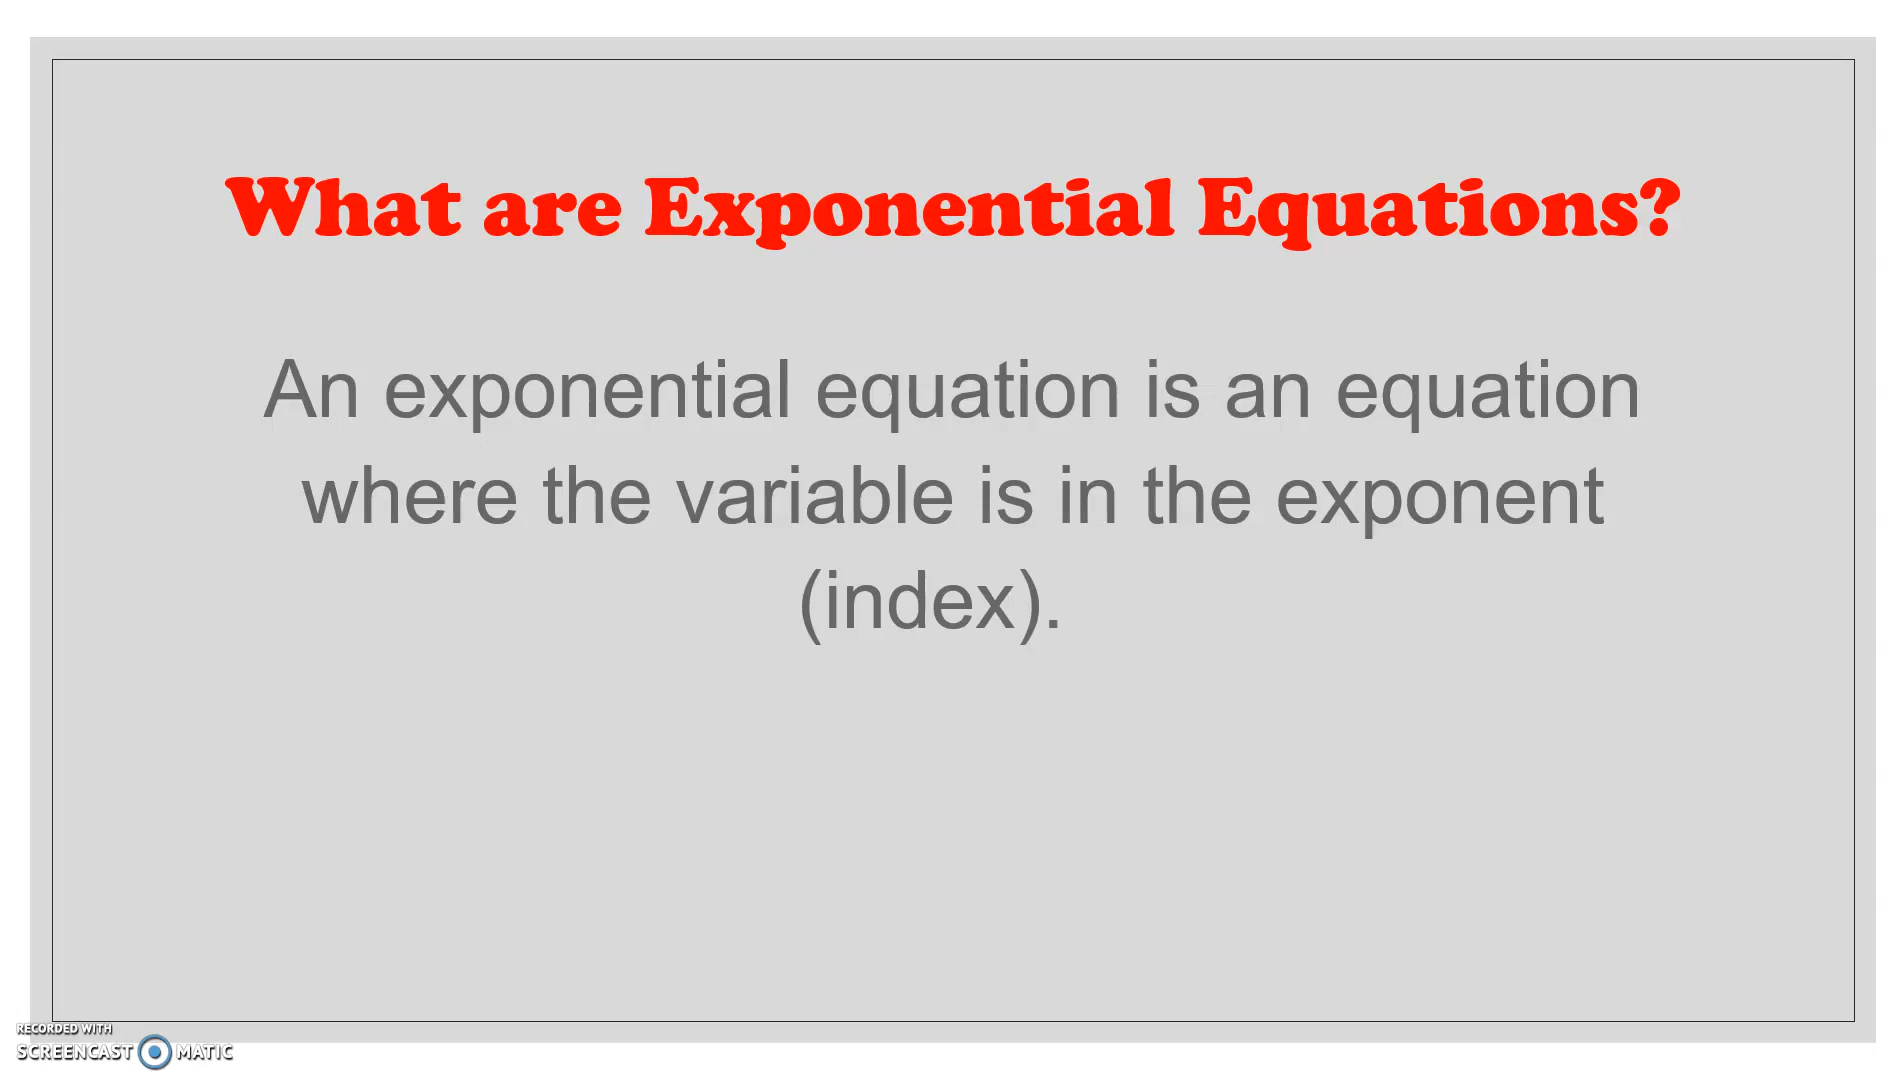 What are Exponential Equations?
An exponential equation is an equation
where the variable is in the exponent
(index).
RECORDED WITH
SCREENCAST MATIC